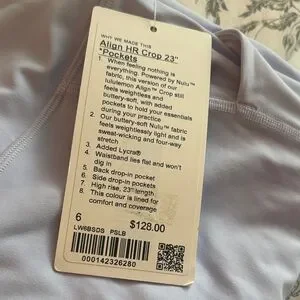 WHY WE MADE THIS
Align HR Crop 23"
*Pockets
1. When feeling nothing is
everything. Powered by Nulu™
fabric, this version of our
lululemon Align™ Crop still
feels weightless and
buttery-soft, with added
pockets to hold your essentials
during your practice
2. Our buttery-soft Nulu™ fabric
feels weightlessly light and is
sweat-wicking and four-way
stretch
3. Added Lycra®
4. Waistband lies flat and won't
dig in
5. Back drop-in pocket
6. Side drop-in pockets
7. High rise, 23" length
8. This colour is lined for
comfort and coverage
6
$128.00
LW6BSDS PSLB
000142326280